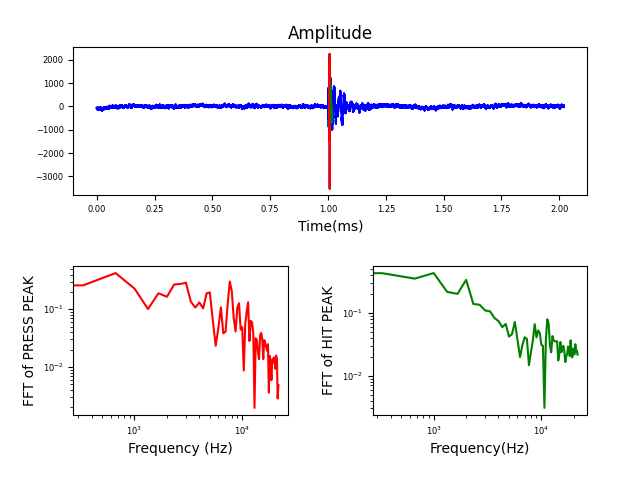 Amplitude
2000
1000
0
−1000
−2000
−3000
0.00 0.25 0.50 0.75 1.00 1.25 1.50 1.75 2.00
Time(ms)
FFT of PRESS PEAK
10⁻¹
10⁻²
10³ 10⁴
Frequency (Hz)
FFT of HIT PEAK
10⁻¹
10⁻²
10³ 10⁴
Frequency(Hz)